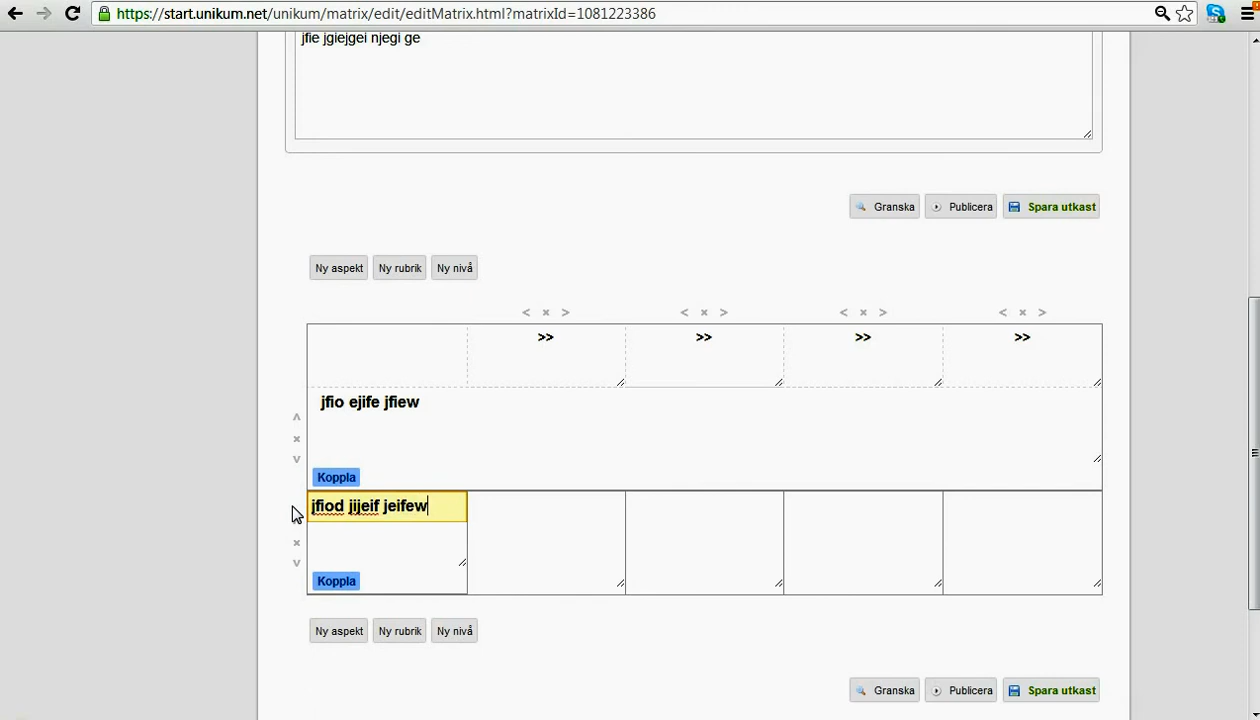 https://start.unikum.net/unikum/matrix/edit/editMatrix.html?matrixId=1081223386
jfie jgiejgei njegi ge
Granska Publicera Spara utkast
Ny aspekt Ny rubrik Ny nivå
< × > < × > < × > < × >
>> >> >> >>
jfio ejife jfiew
^
×
v
Koppla
jfiod jijeif jeifew
×
v
Koppla
Ny aspekt Ny rubrik Ny nivå
Granska Publicera Spara utkast